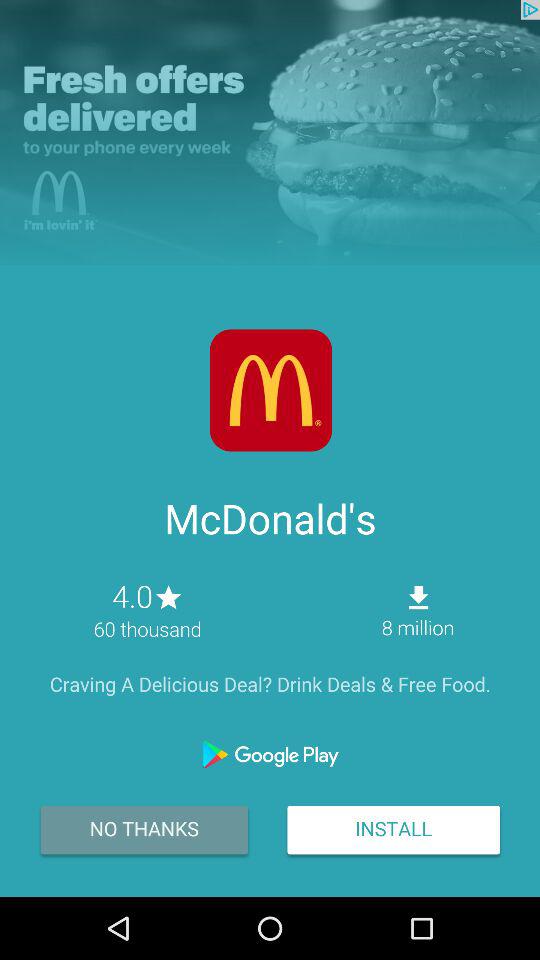 Fresh offers
delivered
to your phone every week
i'm lovin' it
McDonald's
4.0
60 thousand
8 million
Craving A Delicious Deal? Drink Deals & Free Food.
Google Play
NO THANKS
INSTALL